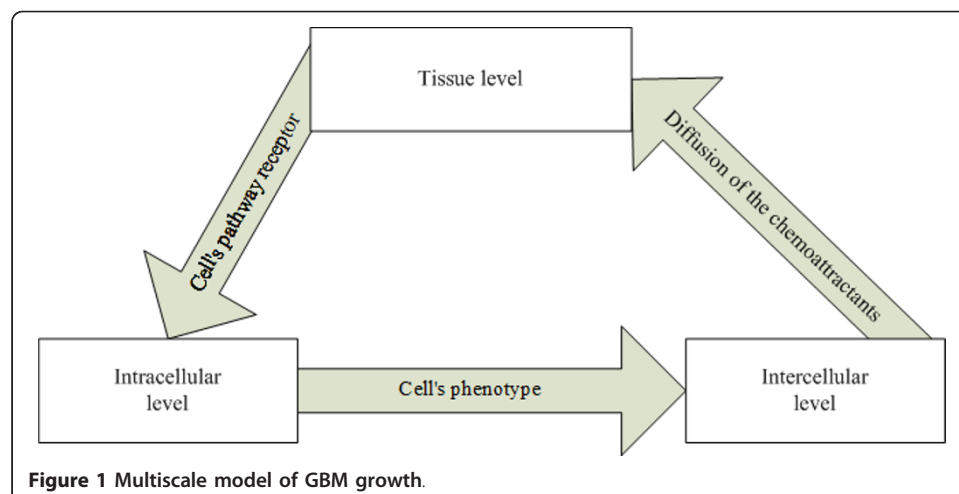 Tissue level
Cell's pathway receptor
Diffusion of the chemoattractants
Intracellular
level
Cell's phenotype
Intercellular
level
Figure 1 Multiscale model of GBM growth.